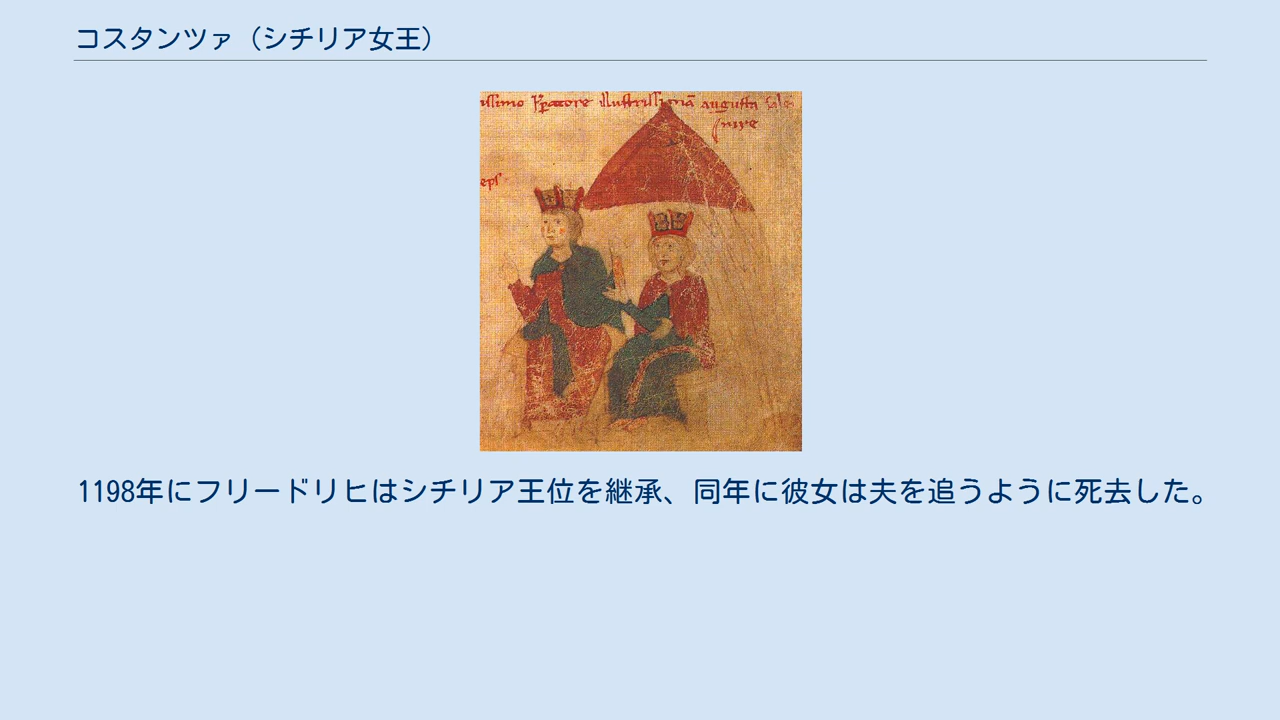 コスタンツァ（シチリア女王）
illustrissi
augusta
1198年にフリードリヒはシチリア王位を継承、同年に彼女は夫を追うように死去した。